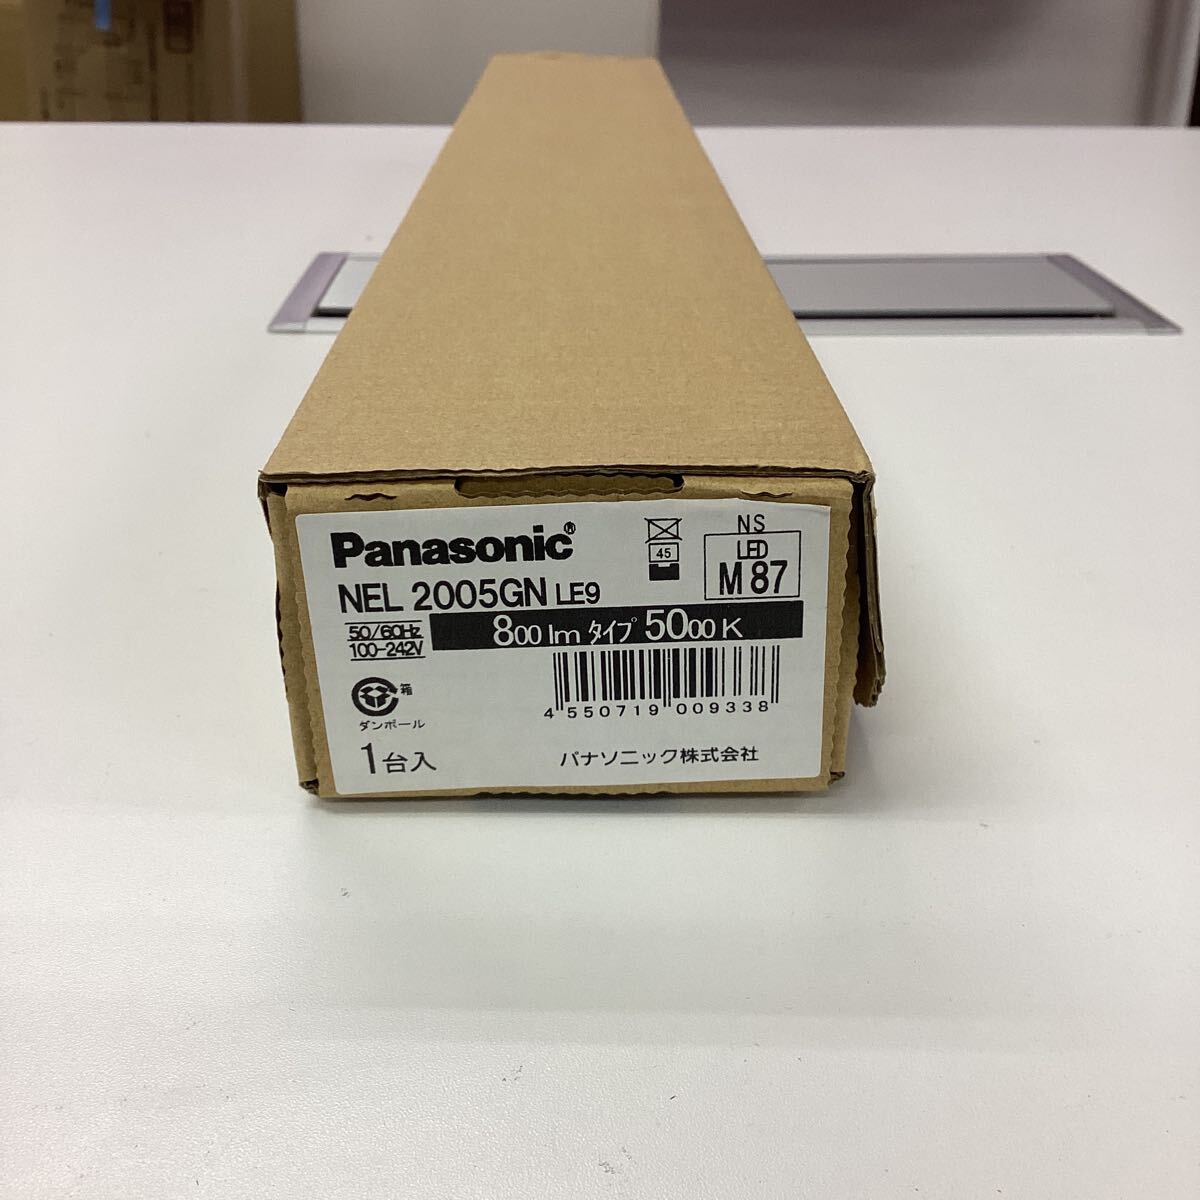 Panasonic®
NEL 2005GN LE9
45
NS
LED
M 87
50/60Hz
100-242V
800 lm タイプ 5000 K
箱
ダンボール
4 550719 009338
1台入
パナソニック株式会社